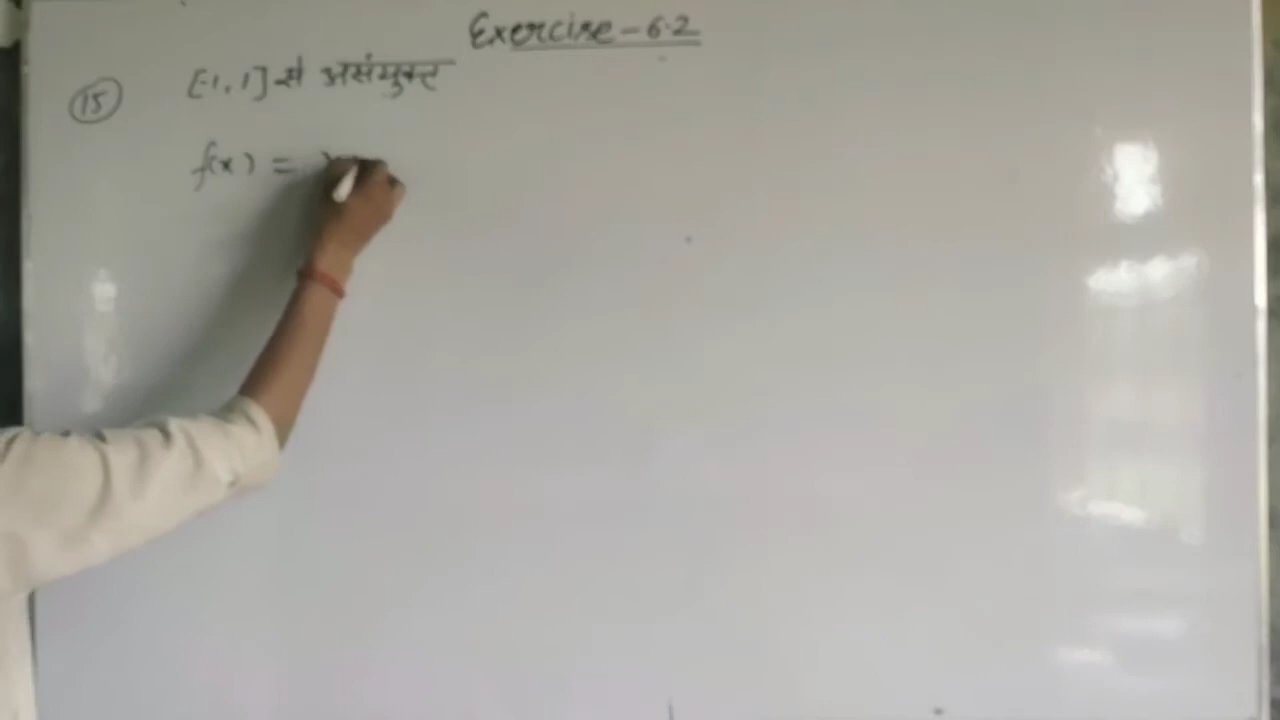 Exercise - 6.2
(15) [-1, 1] से असंयुक्त
f(x) = x